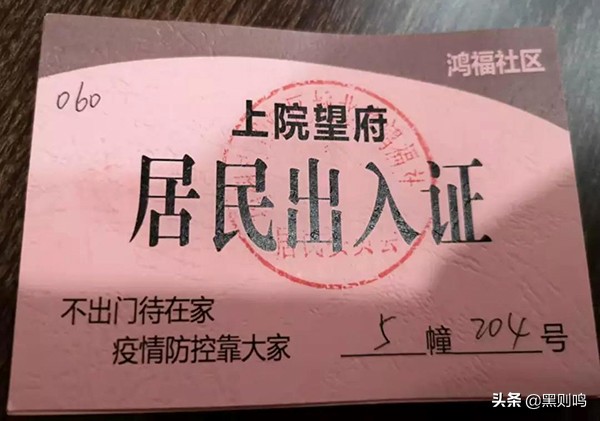 鸿福社区
060
上院望府
居民出入证
不出门待在家
疫情防控靠大家
5 幢 204 号
头条 @黑则鸣